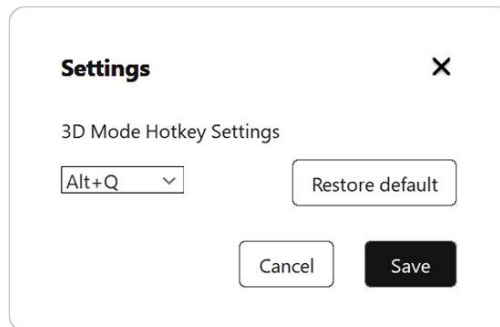 Settings
3D Mode Hotkey Settings
Alt+Q
Restore default
Cancel
Save